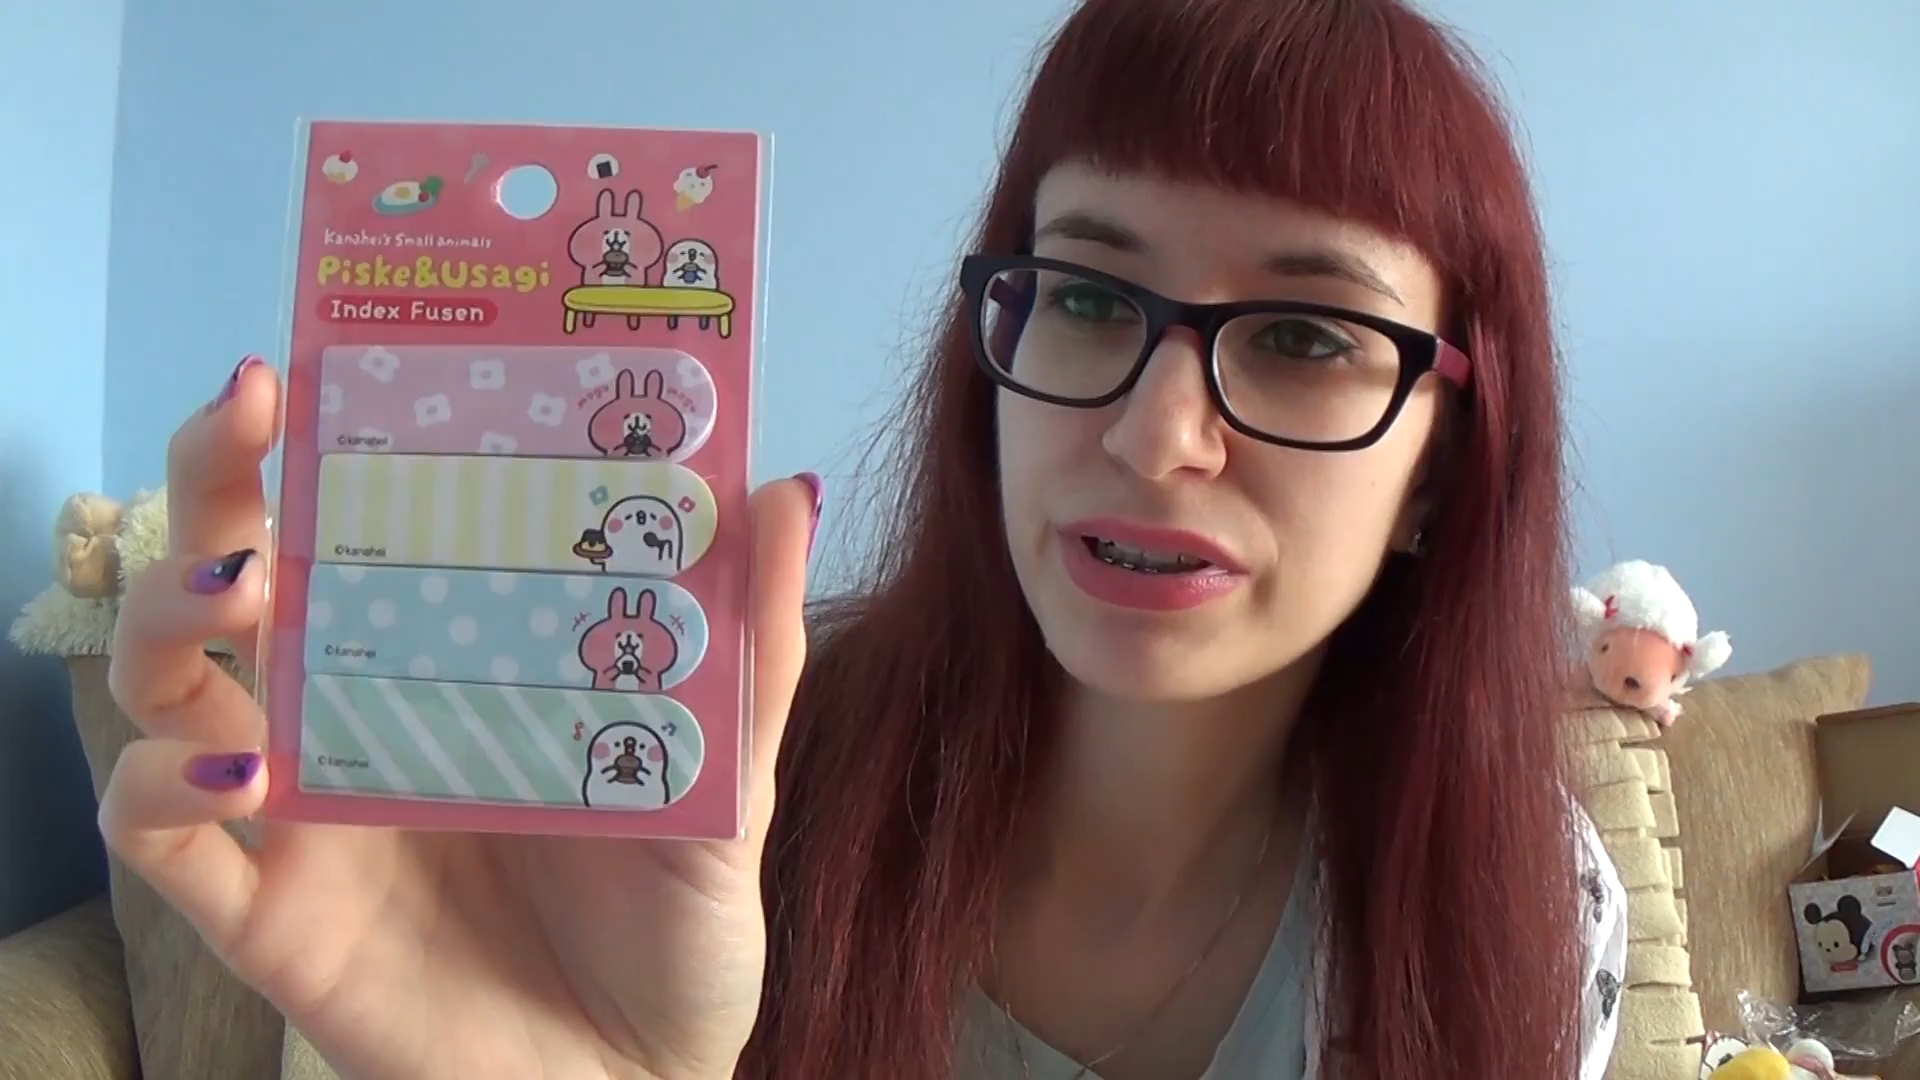 Kanahei's Small animals
Piske&Usagi
Index Fusen
mogu mogu
©kanahei
©kanahei
©kanahei
©kanahei